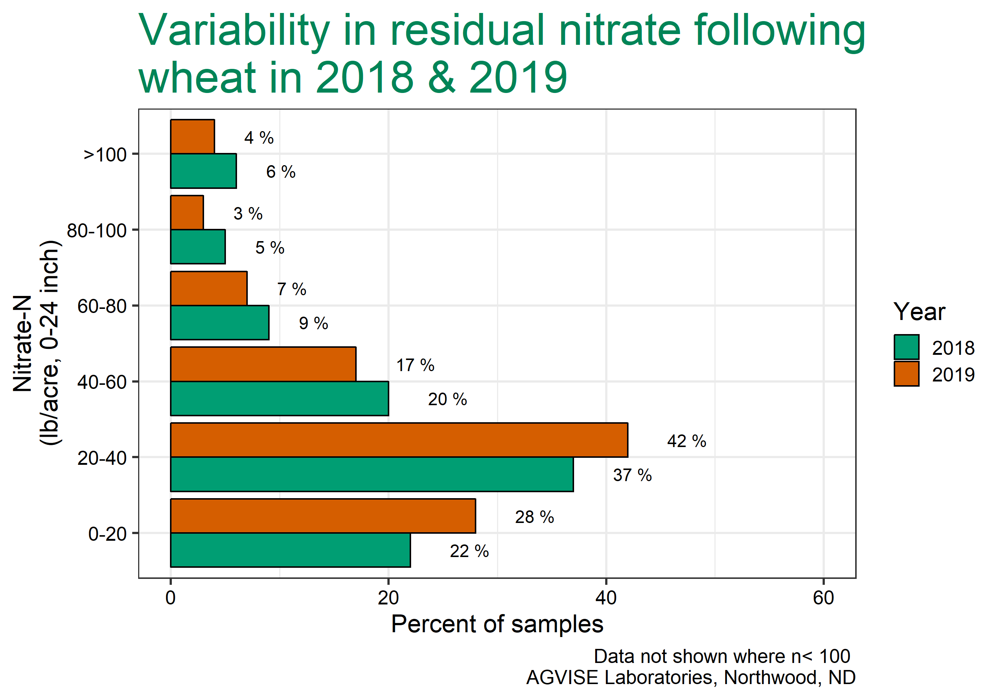 Variability in residual nitrate following
wheat in 2018 & 2019
Nitrate-N
(lb/acre, 0-24 inch)
>100
4 %
6 %
80-100
3 %
5 %
60-80
7 %
9 %
40-60
17 %
20 %
20-40
42 %
37 %
0-20
28 %
22 %
0 20 40 60
Percent of samples
Year
2018
2019
Data not shown where n< 100
AGVISE Laboratories, Northwood, ND